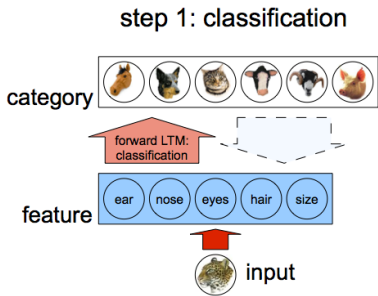 step 1: classification
category
forward LTM:
classification
ear nose eyes hair size
feature
input